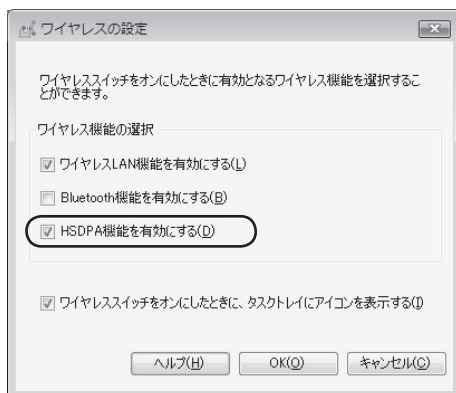 ワイヤレスの設定
ワイヤレススイッチをオンにしたときに有効となるワイヤレス機能を選択するこ
とができます。
ワイヤレス機能の選択
ワイヤレスLAN機能を有効にする(L)
Bluetooth機能を有効にする(B)
HSDPA機能を有効にする(D)
ワイヤレススイッチをオンにしたときに、タスクトレイにアイコンを表示する(I)
ヘルプ(H) OK(O) キャンセル(C)